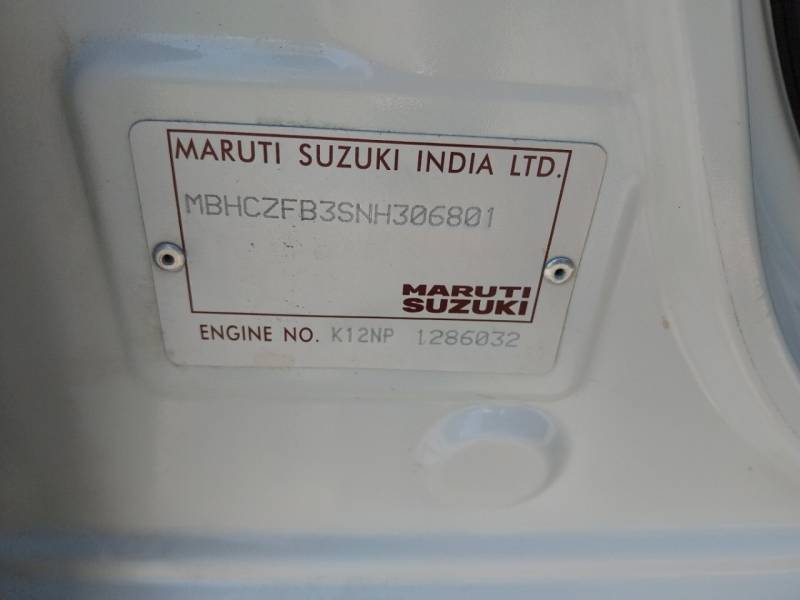 MARUTI SUZUKI INDIA LTD.
MBHCZFB3SNH306801
MARUTI
SUZUKI
ENGINE NO. K12NP 1286032